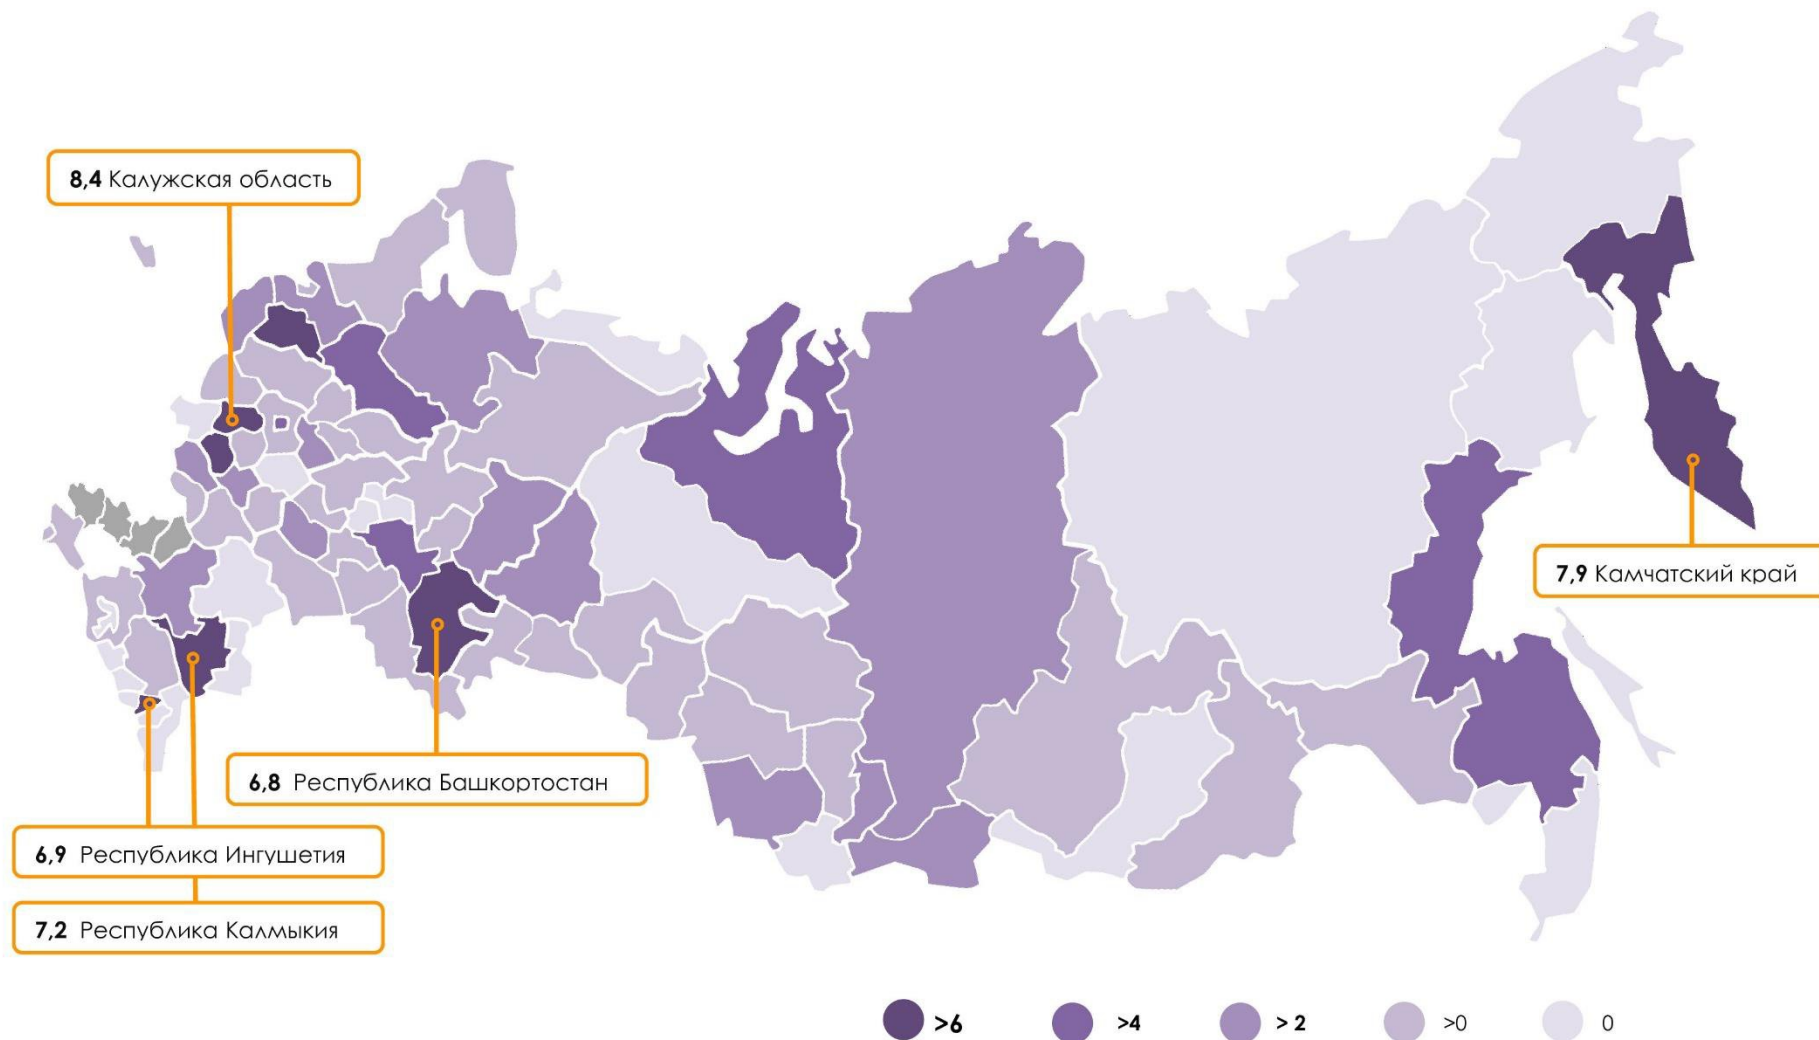 8,4 Калужская область
7,9 Камчатский край
6,8 Республика Башкортостан
6,9 Республика Ингушетия
7,2 Республика Калмыкия
>6 >4 > 2 >0 0